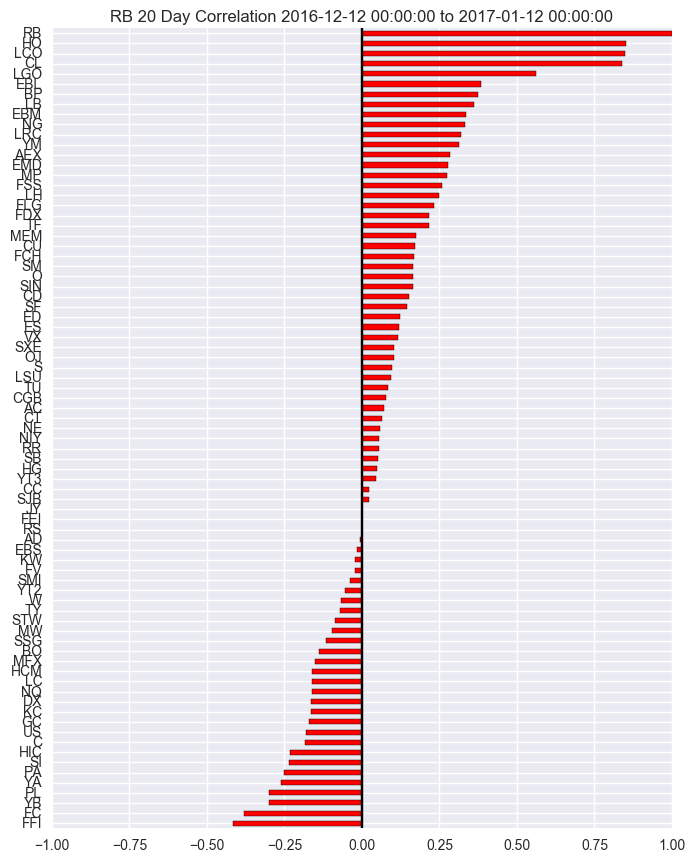 RB 20 Day Correlation 2016-12-12 00:00:00 to 2017-01-12 00:00:00
RB
HO
LCO
CL
LGO
EBL
BP
LB
EBM
NG
LRC
YM
AEX
EMD
MP
FSS
LH
FLG
FDX
TF
MEM
CU
FCH
SM
O
SIN
CD
SF
ED
ES
VX
SXE
OJ
S
LSU
TU
CGB
AC
CT
NE
NIY
RR
SB
HG
YT3
CC
SJB
JY
FEI
RS
AD
EBS
KW
FV
SMI
YT2
W
TY
STW
MW
SSG
BO
MFX
HCM
LC
NQ
DX
KC
GC
US
C
HIC
SI
PA
YA
PL
YB
FC
FFI
−1.00 −0.75 −0.50 −0.25 0.00 0.25 0.50 0.75 1.00